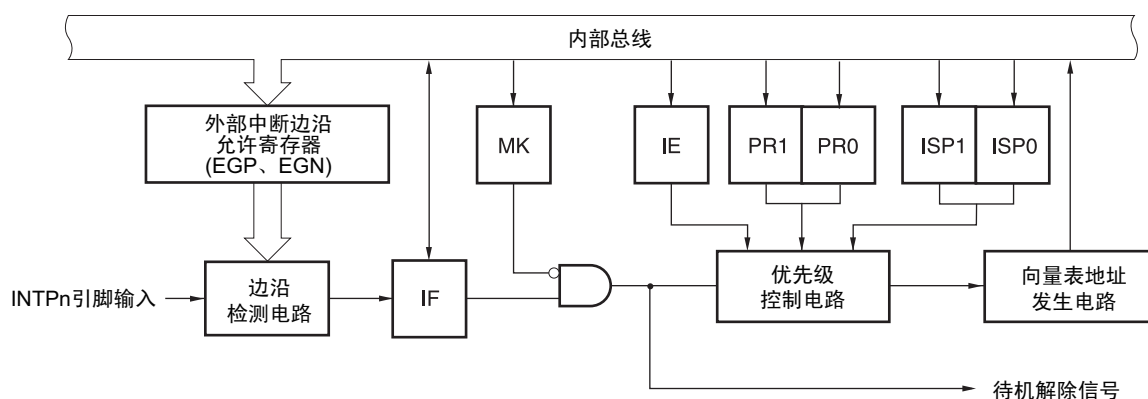 内部总线
外部中断边沿
允许寄存器
(EGP、EGN)
MK
IE
PR1
PR0
ISP1
ISP0
INTPn引脚输入
边沿
检测电路
IF
优先级
控制电路
向量表地址
发生电路
待机解除信号